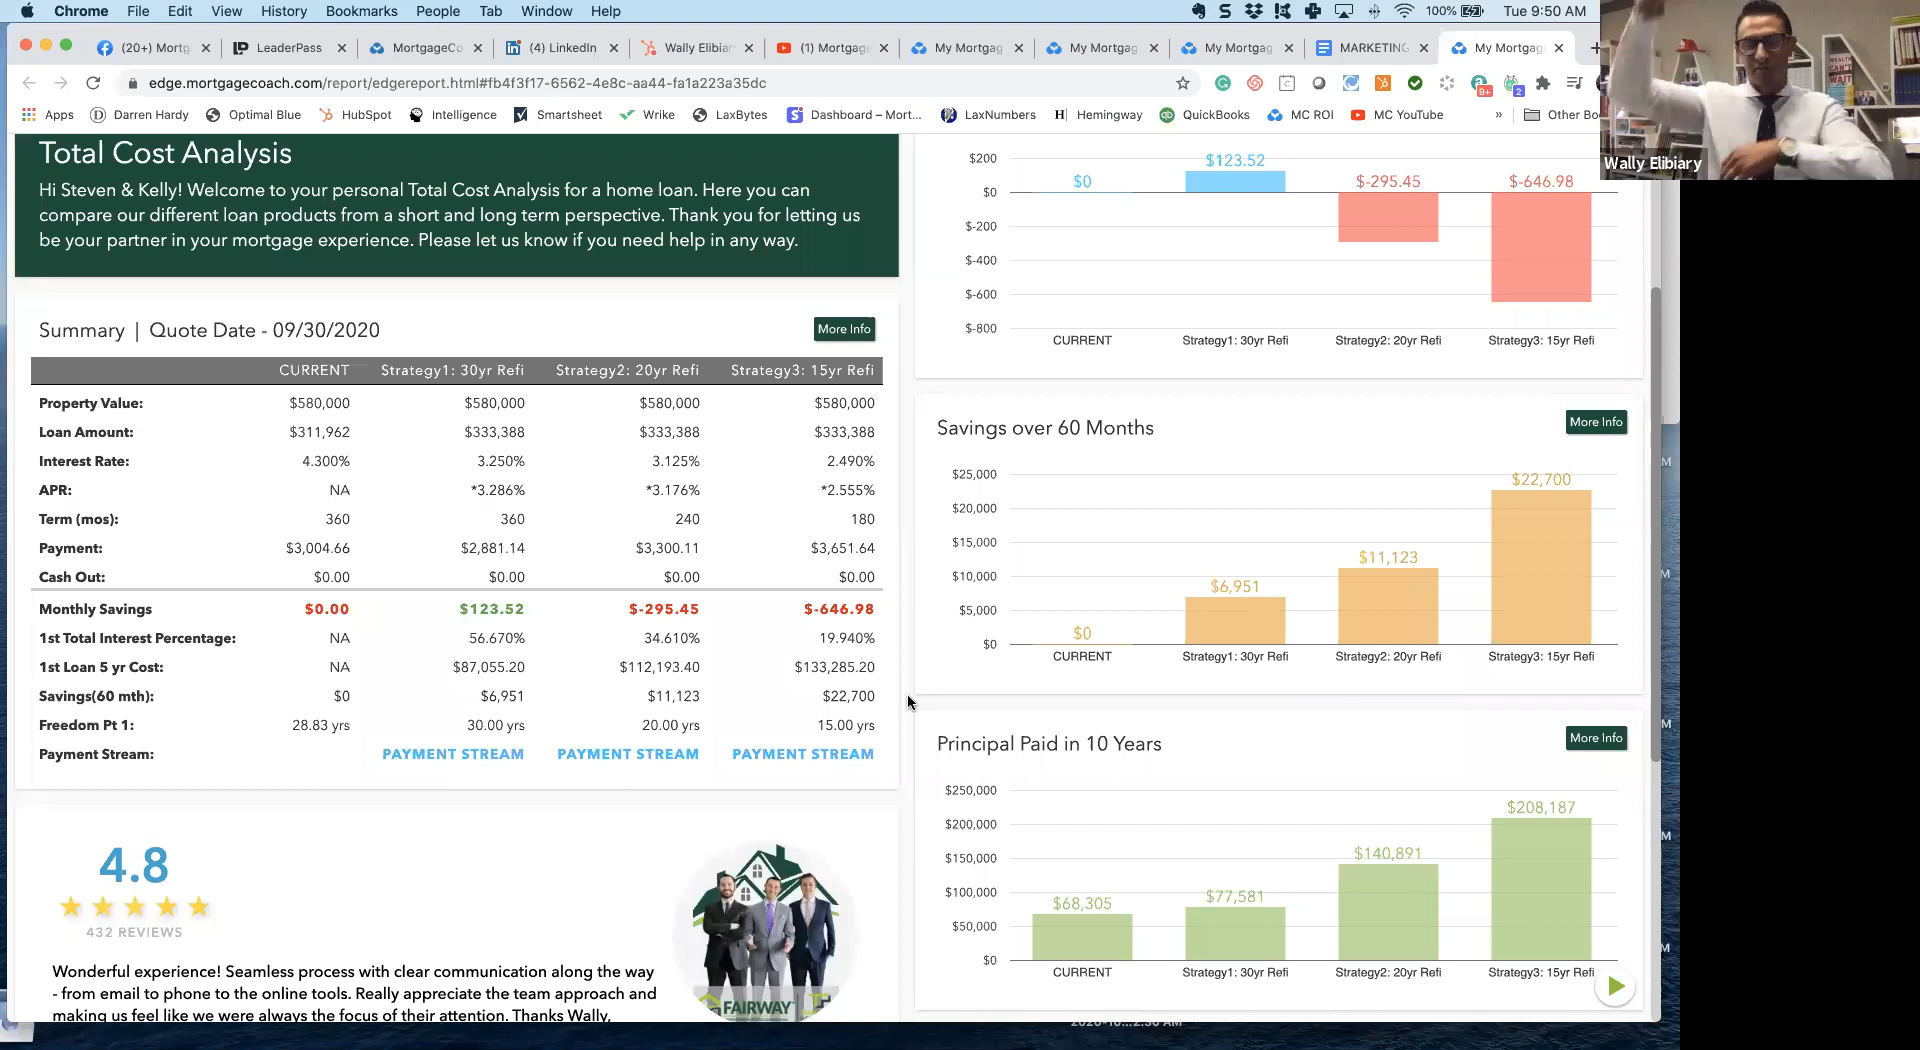 Chrome File Edit View History Bookmarks People Tab Window Help 100% Tue 9:50 AM
(20+) Mortg LeaderPass MortgageCo (4) LinkedIn Wally Elibiar (1) Mortgage My Mortgag My Mortgag My Mortgag MARKETING My Mortgag
edge.mortgagecoach.com/report/edgereport.html#fb4f3f17-6562-4e8c-aa44-fa1a223a35dc 9+ 2
Apps Darren Hardy Optimal Blue HubSpot Intelligence Smartsheet Wrike LaxBytes Dashboard – Mort... LaxNumbers Hemingway QuickBooks MC ROI MC YouTube » Other Bo
Wally Elibiary
Total Cost Analysis
Hi Steven & Kelly! Welcome to your personal Total Cost Analysis for a home loan. Here you can
compare our different loan products from a short and long term perspective. Thank you for letting us
be your partner in your mortgage experience. Please let us know if you need help in any way.
Summary | Quote Date - 09/30/2020 More Info
CURRENT Strategy1: 30yr Refi Strategy2: 20yr Refi Strategy3: 15yr Refi
Property Value: $580,000 $580,000 $580,000 $580,000
Loan Amount: $311,962 $333,388 $333,388 $333,388
Interest Rate: 4.300% 3.250% 3.125% 2.490%
APR: NA *3.286% *3.176% *2.555%
Term (mos): 360 360 240 180
Payment: $3,004.66 $2,881.14 $3,300.11 $3,651.64
Cash Out: $0.00 $0.00 $0.00 $0.00
Monthly Savings $0.00 $123.52 $-295.45 $-646.98
1st Total Interest Percentage: NA 56.670% 34.610% 19.940%
1st Loan 5 yr Cost: NA $87,055.20 $112,193.40 $133,285.20
Savings(60 mth): $0 $6,951 $11,123 $22,700
Freedom Pt 1: 28.83 yrs 30.00 yrs 20.00 yrs 15.00 yrs
Payment Stream: PAYMENT STREAM PAYMENT STREAM PAYMENT STREAM
4.8
432 REVIEWS
Wonderful experience! Seamless process with clear communication along the way
- from email to phone to the online tools. Really appreciate the team approach and
making us feel like we were always the focus of their attention. Thanks Wally,
FAIRWAY
$200
$0
$-200
$-400
$-600
$-800
$0 $123.52 $-295.45 $-646.98
CURRENT Strategy1: 30yr Refi Strategy2: 20yr Refi Strategy3: 15yr Refi
Savings over 60 Months More Info
$25,000
$20,000
$15,000
$10,000
$5,000
$0
$0 $6,951 $11,123 $22,700
CURRENT Strategy1: 30yr Refi Strategy2: 20yr Refi Strategy3: 15yr Refi
Principal Paid in 10 Years More Info
$250,000
$200,000
$150,000
$100,000
$50,000
$0
$68,305 $77,581 $140,891 $208,187
CURRENT Strategy1: 30yr Refi Strategy2: 20yr Refi Strategy3: 15yr Refi